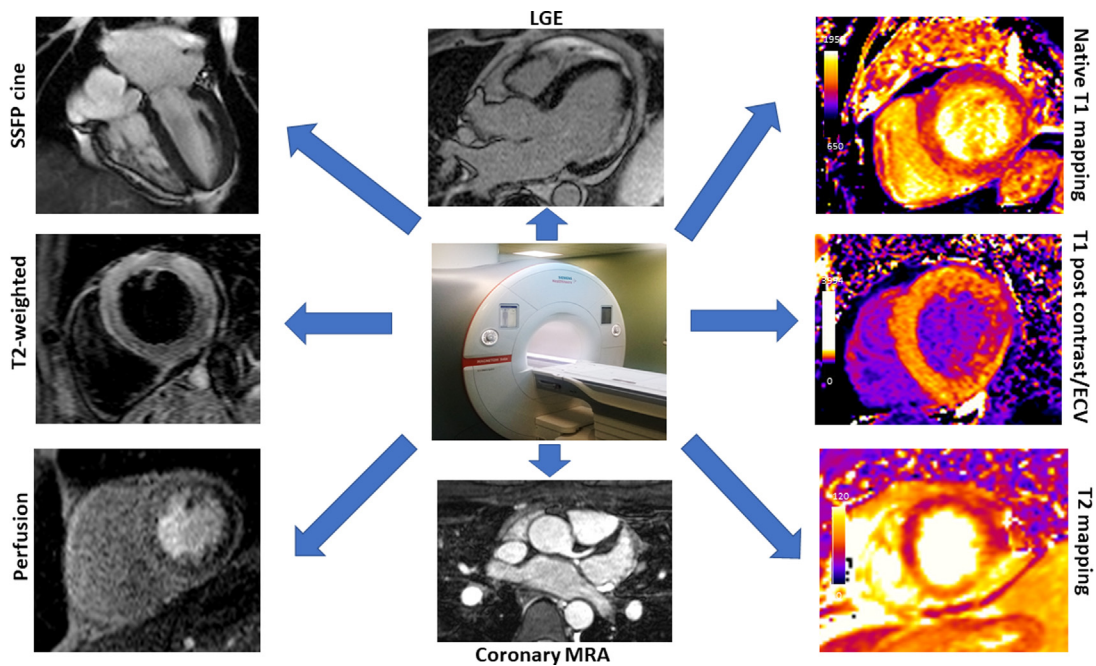 LGE
SSFP cine
Native T1 mapping
1950
650
T2-weighted
T1 post contrast/ECV
0
Perfusion
T2 mapping
120
Coronary MRA